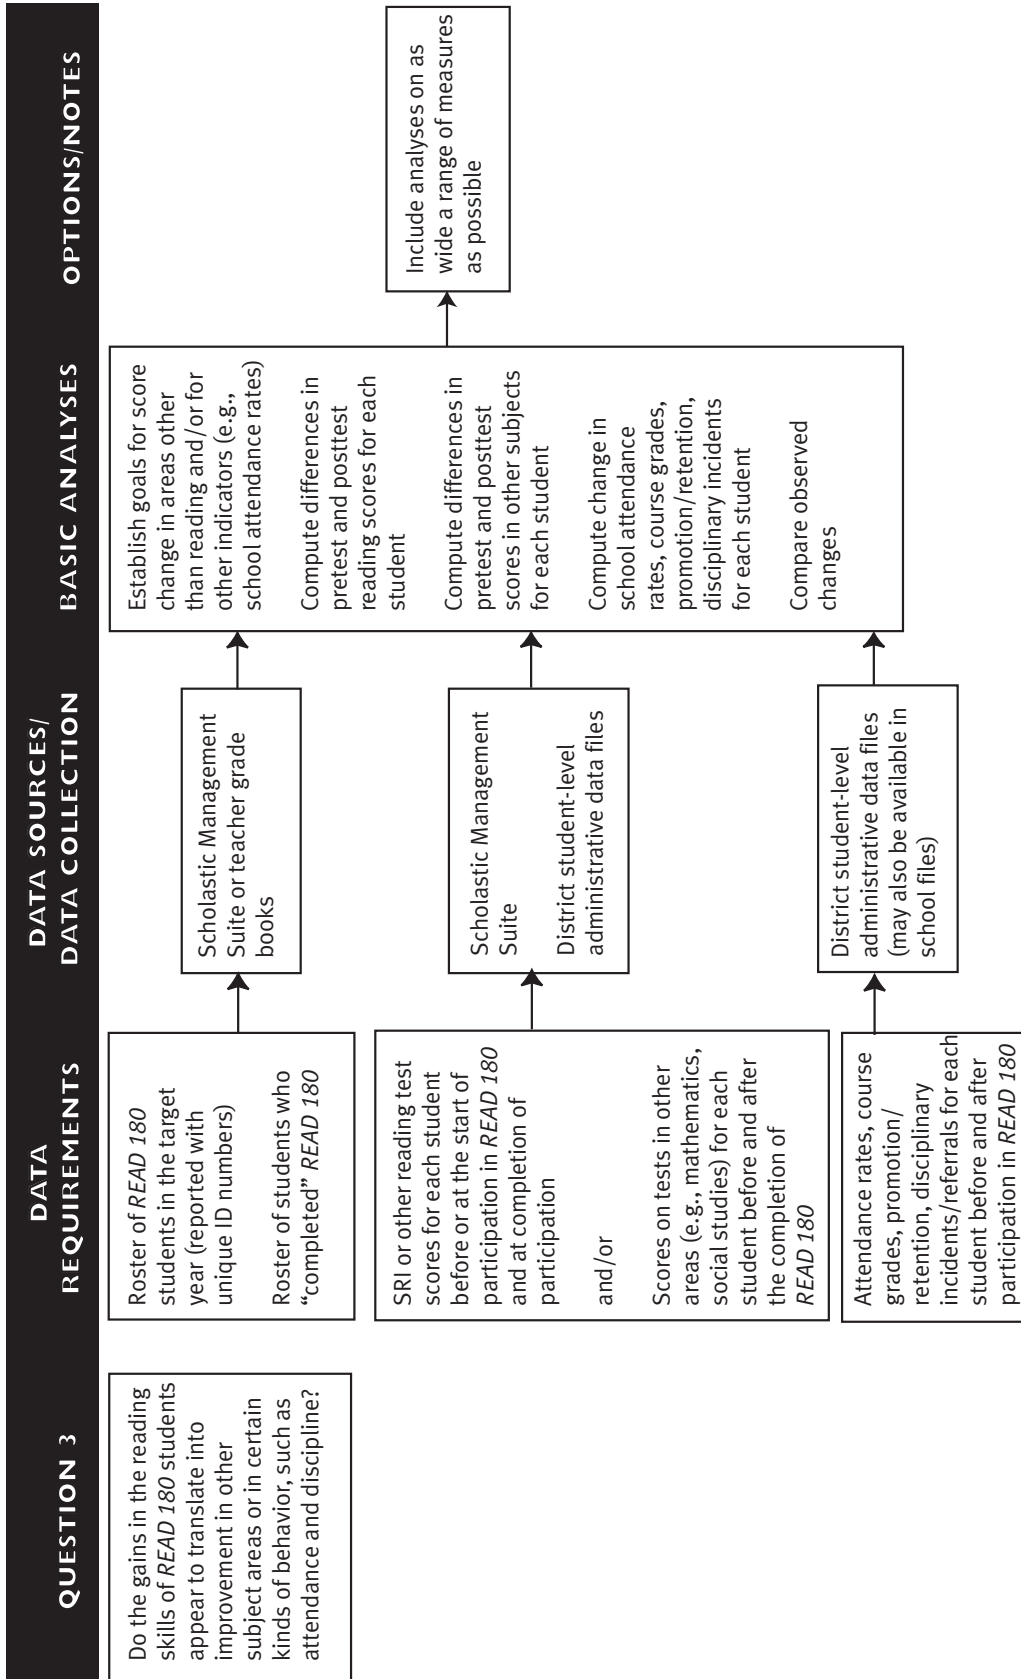 QUESTION 3
DATA
REQUIREMENTS
DATA SOURCES/
DATA COLLECTION
BASIC ANALYSES
OPTIONS/NOTES
Do the gains in the reading
skills of READ 180 students
appear to translate into
improvement in other
subject areas or in certain
kinds of behavior, such as
attendance and discipline?
Roster of READ 180
students in the target
year (reported with
unique ID numbers)
Roster of students who
“completed” READ 180
SRI or other reading test
scores for each student
before or at the start of
participation in READ 180
and at completion of
participation
and/or
Scores on tests in other
areas (e.g., mathematics,
social studies) for each
student before and after
the completion of
READ 180
Attendance rates, course
grades, promotion/
retention, disciplinary
incidents/referrals for each
student before and after
participation in READ 180
Scholastic Management
Suite or teacher grade
books
Scholastic Management
Suite
District student-level
administrative data files
District student-level
administrative data files
(may also be available in
school files)
Establish goals for score
change in areas other
than reading and/or for
other indicators (e.g.,
school attendance rates)
Compute differences in
pretest and posttest
reading scores for each
student
Compute differences in
pretest and posttest
scores in other subjects
for each student
Compute change in
school attendance
rates, course grades,
promotion/retention,
disciplinary incidents
for each student
Compare observed
changes
Include analyses on as
wide a range of measures
as possible